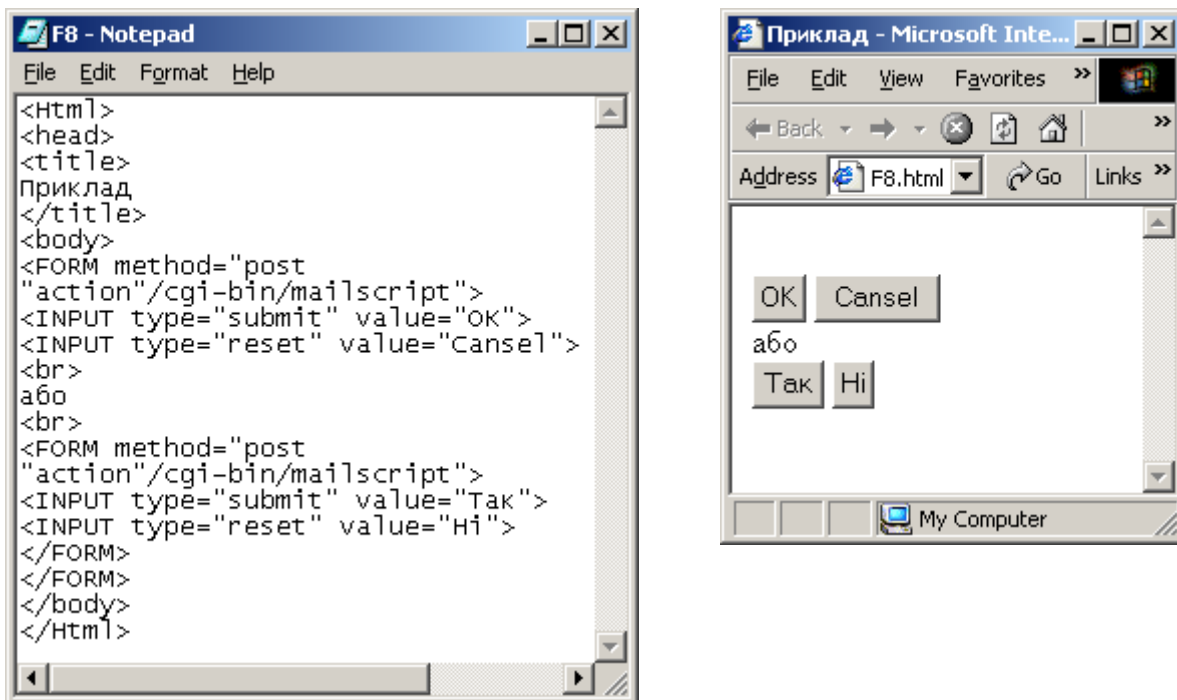 F8 - Notepad
File Edit Format Help
<Html>
<head>
<title>
Приклад
</title>
<body>
<FORM method="post
"action"/cgi-bin/mailscript">
<INPUT type="submit" value="OK">
<INPUT type="reset" value="Cansel">
<br>
або
<br>
<FORM method="post
"action"/cgi-bin/mailscript">
<INPUT type="submit" value="Так">
<INPUT type="reset" value="Ні">
</FORM>
</FORM>
</body>
</Html>
Приклад - Microsoft Inte...
File Edit View Favorites »
Back »
Address F8.html Go Links »
OK Cansel
або
Так Ні
My Computer